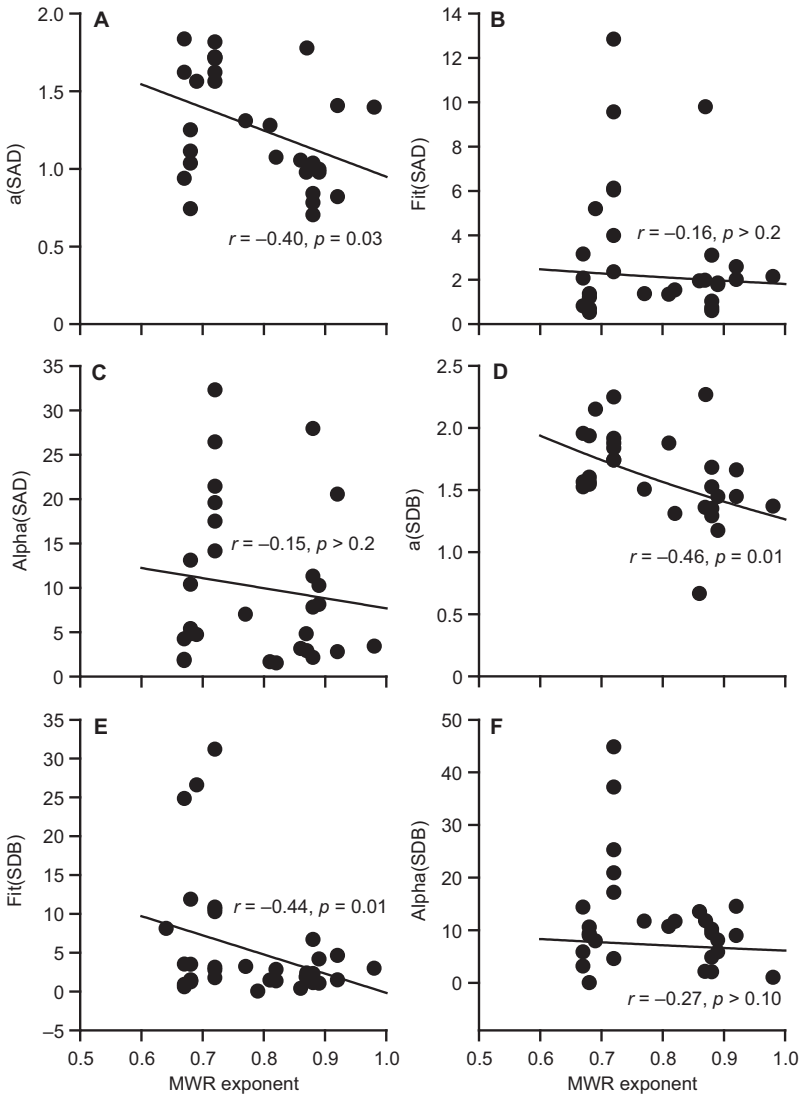 A
2.0
1.5
1.0
0.5
0
a(SAD)
r = –0.40, p = 0.03
B
14
12
10
8
6
4
2
0
Fit(SAD)
r = –0.16, p > 0.2
C
35
30
25
20
15
10
5
0
Alpha(SAD)
r = –0.15, p > 0.2
D
2.5
2.0
1.5
1.0
0.5
0
a(SDB)
r = –0.46, p = 0.01
E
35
30
25
20
15
10
5
0
–5
Fit(SDB)
r = –0.44, p = 0.01
0.5 0.6 0.7 0.8 0.9 1.0
MWR exponent
F
50
40
30
20
10
0
Alpha(SDB)
r = –0.27, p > 0.10
0.5 0.6 0.7 0.8 0.9 1.0
MWR exponent